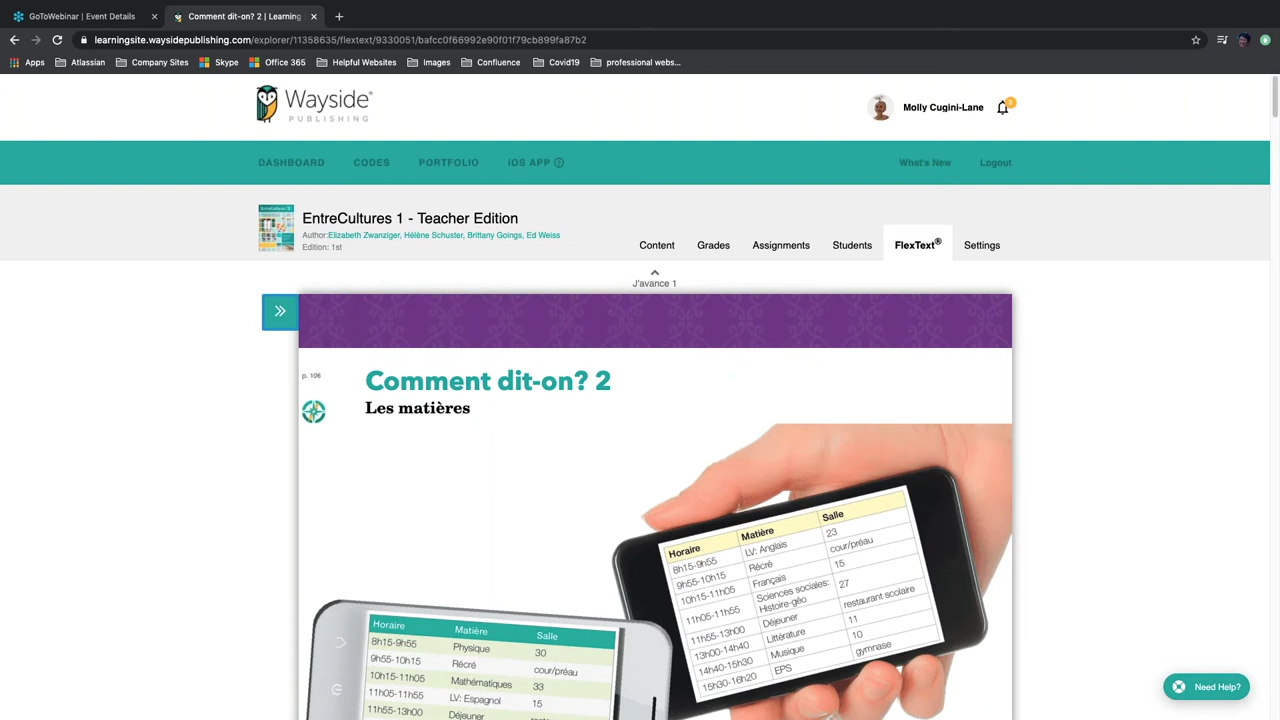 GoToWebinar | Event Details
Comment dit-on? 2 | Learning
learningsite.waysidepublishing.com/explorer/11358635/flextext/9330051/bafcc0f66992e90f01f79cb899fa87b2
Apps Atlassian Company Sites Skype Office 365 Helpful Websites Images Confluence Covid19 professional webs...
Wayside
PUBLISHING
Molly Cugini-Lane
DASHBOARD CODES PORTFOLIO iOS APP ?
What's New Logout
EntreCultures 1 - Teacher Edition
Author:Elizabeth Zwanziger, Hélène Schuster, Brittany Goings, Ed Weiss
Edition: 1st
Content Grades Assignments Students FlexText® Settings
J'avance 1
p. 106
Comment dit-on? 2
Les matières
Horaire Matière Salle
8h15-9h55 LV: Anglais 23
9h55-10h15 Récré cour/préau
10h15-11h05 Français 15
11h05-11h55 Sciences sociales: Histoire-géo 27
11h55-13h00 Déjeuner restaurant scolaire
13h00-14h40 Littérature 11
14h40-15h30 Musique 10
15h30-16h20 EPS gymnase
Horaire Matière Salle
8h15-9h55 Physique 30
9h55-10h15 Récré cour/préau
10h15-11h05 Mathématiques 33
11h05-11h55 LV: Espagnol 15
11h55-13h00 Déjeuner
Need Help?